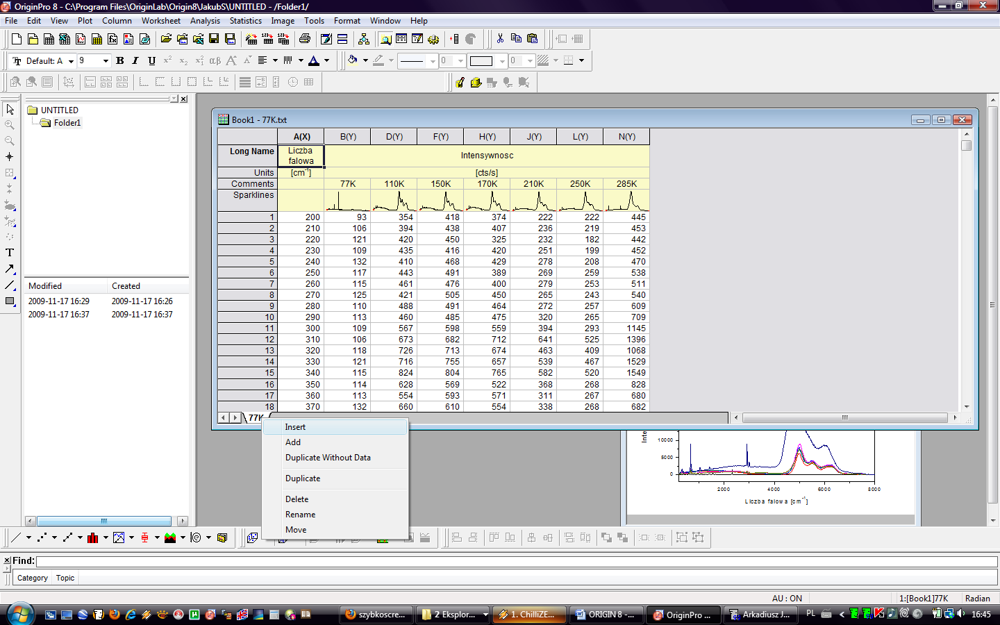 OriginPro 8 - C:\Program Files\OriginLab\Origin8\JakubS\UNTITLED - /Folder1/
File Edit View Plot Column Worksheet Analysis Statistics Image Tools Format Window Help
Default: A 9 B I U
UNTITLED
Folder1
Modified Created
2009-11-17 16:29 2009-11-17 16:26
2009-11-17 16:37 2009-11-17 16:37
Book1 - 77K.txt
A(X) B(Y) D(Y) F(Y) H(Y) J(Y) L(Y) N(Y)
Long Name Liczba falowa Intensywnosc
Units [cm-1] [cts/s]
Comments 77K 110K 150K 170K 210K 250K 285K
Sparklines
1 200 93 354 418 374 222 222 445
2 210 106 394 438 407 236 219 453
3 220 121 420 450 325 232 182 442
4 230 109 435 416 420 251 199 452
5 240 132 410 468 429 278 208 470
6 250 117 443 491 389 269 259 538
7 260 115 461 476 400 279 253 511
8 270 125 421 505 450 265 243 540
9 280 110 488 491 464 272 257 609
10 290 113 460 485 475 320 265 709
11 300 109 567 598 559 394 293 1145
12 310 106 673 682 712 641 525 1396
13 320 118 726 713 674 463 409 1068
14 330 121 716 755 657 539 467 1529
15 340 115 824 804 765 582 520 1549
16 350 114 628 569 522 368 268 828
17 360 113 554 593 571 311 267 680
18 370 132 660 610 554 338 268 682
77K
Insert
Add
Duplicate Without Data
Duplicate
Delete
Rename
Move
Inte
10000
5000
0
2000 4000 6000 8000
Liczba falowa [cm-1]
Find:
Category Topic
AU : ON 1:[Book1]77K Radian
szybkoscre... 2 Eksplor... 1. ChilliZE... ORIGIN 8 -... OriginPro ... Arkadiusz J... PL 16:45